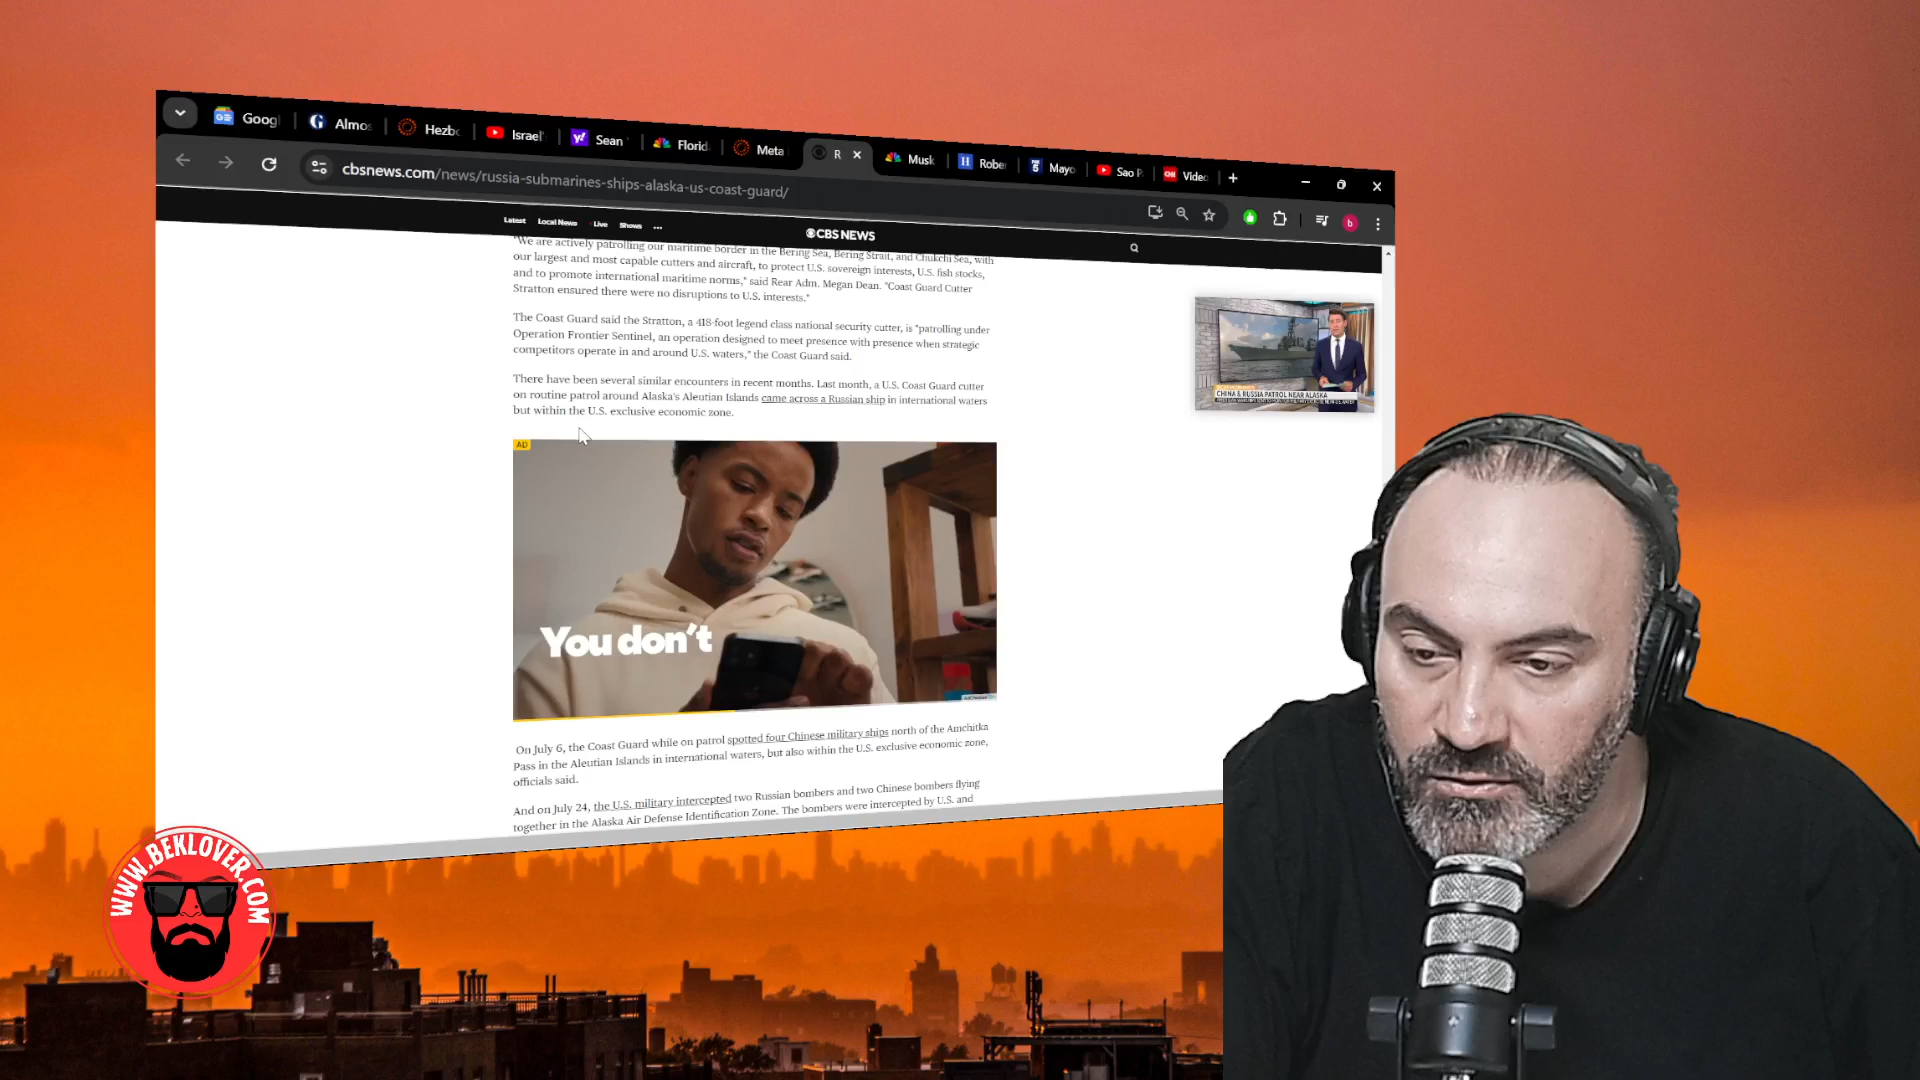 Googl
Almos
Hezbo
Israel'
Sean '
Florid
Meta
R
Musk
Rober
Mayo
Sao P
Video
cbsnews.com/news/russia-submarines-ships-alaska-us-coast-guard/
b
Latest
Local News
Live
Shows
CBS NEWS
"We are actively patrolling our maritime border in the Bering Sea, Bering Strait, and Chukchi Sea, with
our largest and most capable cutters and aircraft, to protect U.S. sovereign interests, U.S. fish stocks,
and to promote international maritime norms," said Rear Adm. Megan Dean. "Coast Guard Cutter
Stratton ensured there were no disruptions to U.S. interests."
The Coast Guard said the Stratton, a 418-foot legend class national security cutter, is "patrolling under
Operation Frontier Sentinel, an operation designed to meet presence with presence when strategic
competitors operate in and around U.S. waters," the Coast Guard said.
There have been several similar encounters in recent months. Last month, a U.S. Coast Guard cutter
on routine patrol around Alaska's Aleutian Islands came across a Russian ship in international waters
but within the U.S. exclusive economic zone.
CHINA & RUSSIA PATROL NEAR ALASKA
AD
You don't
On July 6, the Coast Guard while on patrol spotted four Chinese military ships north of the Amchitka
Pass in the Aleutian Islands in international waters, but also within the U.S. exclusive economic zone,
officials said.
And on July 24, the U.S. military intercepted two Russian bombers and two Chinese bombers flying
together in the Alaska Air Defense Identification Zone. The bombers were intercepted by U.S. and
WWW.BEKLOVER.COM